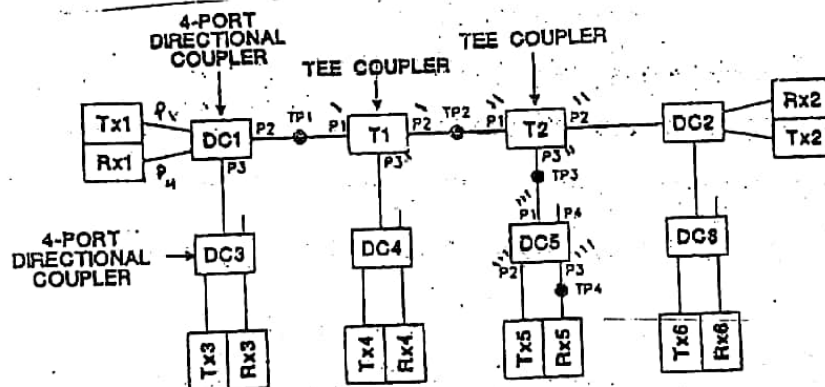 4-PORT
DIRECTIONAL
COUPLER
TEE COUPLER
TEE COUPLER
Tx1
Rx1
DC1
P2
TP1
P1
T1
P2
TP2
P1
T2
P2
DC2
Rx2
Tx2
P3
P3
P3
TP3
P1
P4
4-PORT
DIRECTIONAL
COUPLER
DC3
DC4
DC5
P2
P3
TP4
Tx3
Rx3
Tx4
Rx4
Tx5
Rx5
Tx6
Rx6